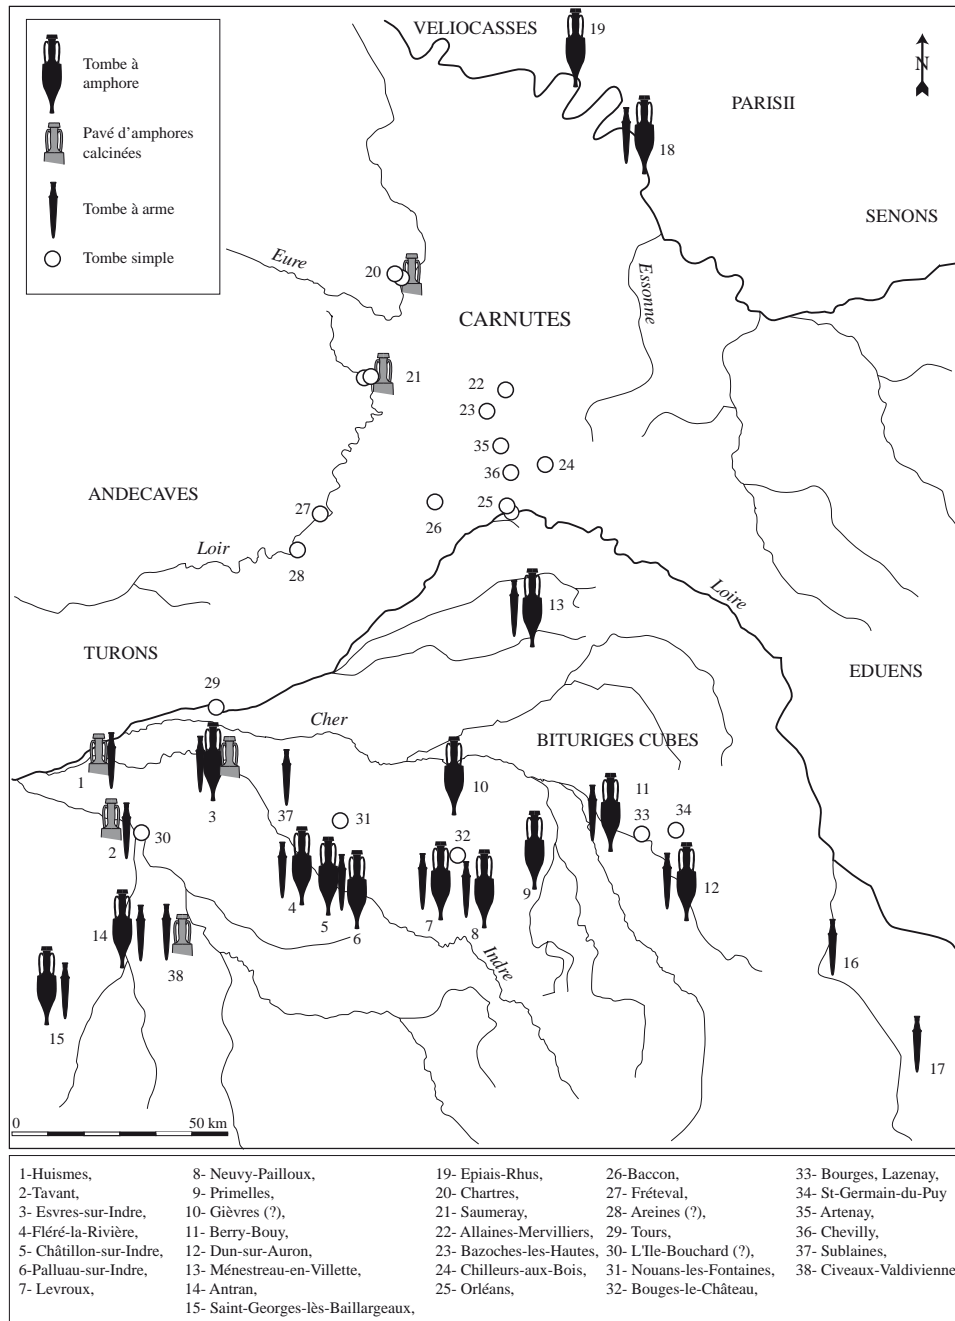 Tombe à
amphore
Pavé d'amphores
calcinées
Tombe à arme
Tombe simple
VELIOCASSES
19
N
PARISII
18
SENONS
Eure
20
Essonne
CARNUTES
21
22
23
35
24
36
ANDECAVES
27
26
25
Loir
28
13
Loire
TURONS
EDUENS
29
Cher
BITURIGES CUBES
1
10
11
3
37
31
33
34
2
30
32
4
9
12
5
7
6
8
14
38
Indre
16
15
17
0
50 km
1-Huismes,
2-Tavant,
3- Esvres-sur-Indre,
4-Fléré-la-Rivière,
5- Châtillon-sur-Indre,
6-Palluau-sur-Indre,
7- Levroux,
8- Neuvy-Pailloux,
9- Primelles,
10- Gièvres (?),
11- Berry-Bouy,
12- Dun-sur-Auron,
13- Ménestreau-en-Villette,
14- Antran,
15- Saint-Georges-lès-Baillargeaux,
19- Epiais-Rhus,
20- Chartres,
21- Saumeray,
22- Allaines-Mervilliers,
23- Bazoches-les-Hautes,
24- Chilleurs-aux-Bois,
25- Orléans,
26-Baccon,
27- Fréteval,
28- Areines (?),
29- Tours,
30- L'Ile-Bouchard (?),
31- Nouans-les-Fontaines,
32- Bouges-le-Château,
33- Bourges, Lazenay,
34- St-Germain-du-Puy
35- Artenay,
36- Chevilly,
37- Sublaines,
38- Civeaux-Valdivienne